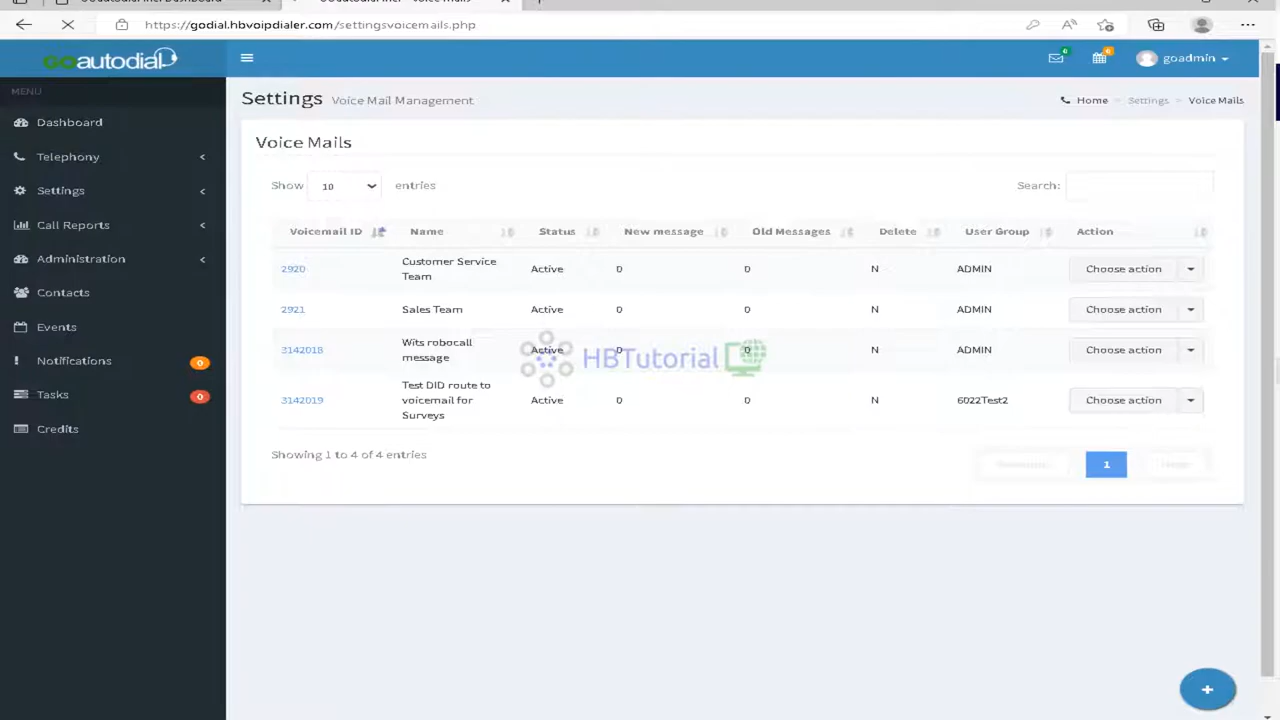 https://godial.hbvoipdialer.com/settingsvoicemails.php
GOautodial
goadmin
MENU
Dashboard
Telephony
Settings
Call Reports
Administration
Contacts
Events
Notifications 0
Tasks 0
Credits
Settings Voice Mail Management
Home > Settings > Voice Mails
Voice Mails
Show 10 entries
Search:
Voicemail ID Name Status New message Old Messages Delete User Group Action
2920 Customer Service Team Active 0 0 N ADMIN Choose action
2921 Sales Team Active 0 0 N ADMIN Choose action
3142018 Wits robocall message Active 0 0 N ADMIN Choose action
3142019 Test DID route to voicemail for Surveys Active 0 0 N 6022Test2 Choose action
HBTutorial
Showing 1 to 4 of 4 entries
Previous 1 Next
+